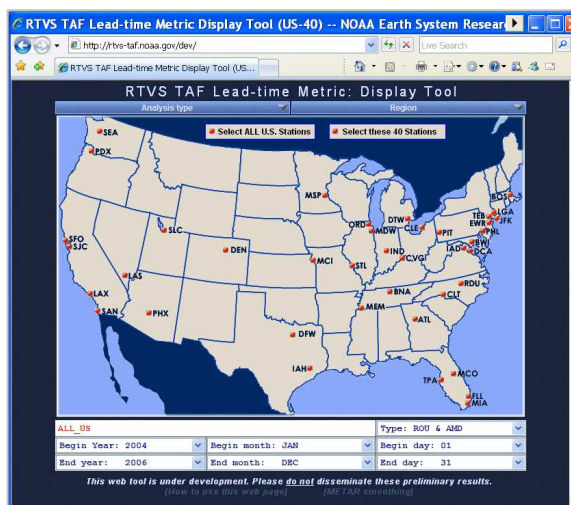 RTVS TAF Lead-time Metric Display Tool (US-40) -- NOAA Earth System Resear
http://rtvs-taf.noaa.gov/dev/
Live Search
RTVS TAF Lead-time Metric Display Tool (US...
RTVS TAF Lead-time Metric: Display Tool
Analysis type
Region
Select ALL U.S. Stations
Select these 40 Stations
SEA
PDX
MSP
BOS
LGA
TEB
JFK
EWR
PHL
DTW
ORD
MDW
CLE
PIT
BWI
IAD
DCA
SLC
DEN
IND
CVG
SFO
SJC
MCI
STL
LAS
RDU
BNA
CLT
LAX
MEM
SAN
PHX
ATL
DFW
IAH
MCO
TPA
FLL
MIA
ALL_US
Type: ROU & AMD
Begin Year: 2004
Begin month: JAN
Begin day: 01
End year: 2006
End month: DEC
End day: 31
This web tool is under development. Please do not disseminate these preliminary results.
[How to use this web page]
[METAR smoothing]